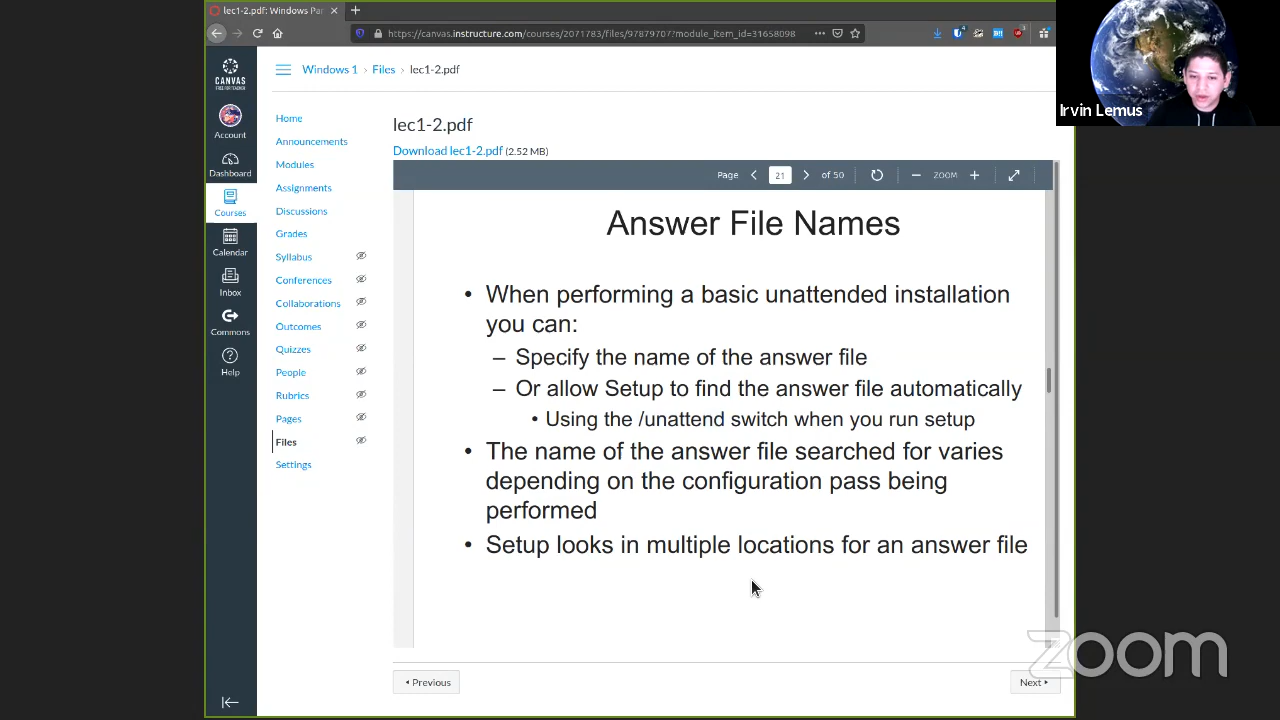 lec1-2.pdf: Windows Par
https://canvas.instructure.com/courses/2071783/files/97879707?module_item_id=31658098
CANVAS
FREE FOR TEACHER
Account
Dashboard
Courses
Calendar
Inbox
Commons
Help
Windows 1 › Files › lec1-2.pdf
Home
Announcements
Modules
Assignments
Discussions
Grades
Syllabus
Conferences
Collaborations
Outcomes
Quizzes
People
Rubrics
Pages
Files
Settings
lec1-2.pdf
Download lec1-2.pdf (2.52 MB)
Page 21 of 50 ZOOM
Answer File Names
• When performing a basic unattended installation
you can:
– Specify the name of the answer file
– Or allow Setup to find the answer file automatically
• Using the /unattend switch when you run setup
• The name of the answer file searched for varies
depending on the configuration pass being
performed
• Setup looks in multiple locations for an answer file
Previous
Next
Irvin Lemus
zoom